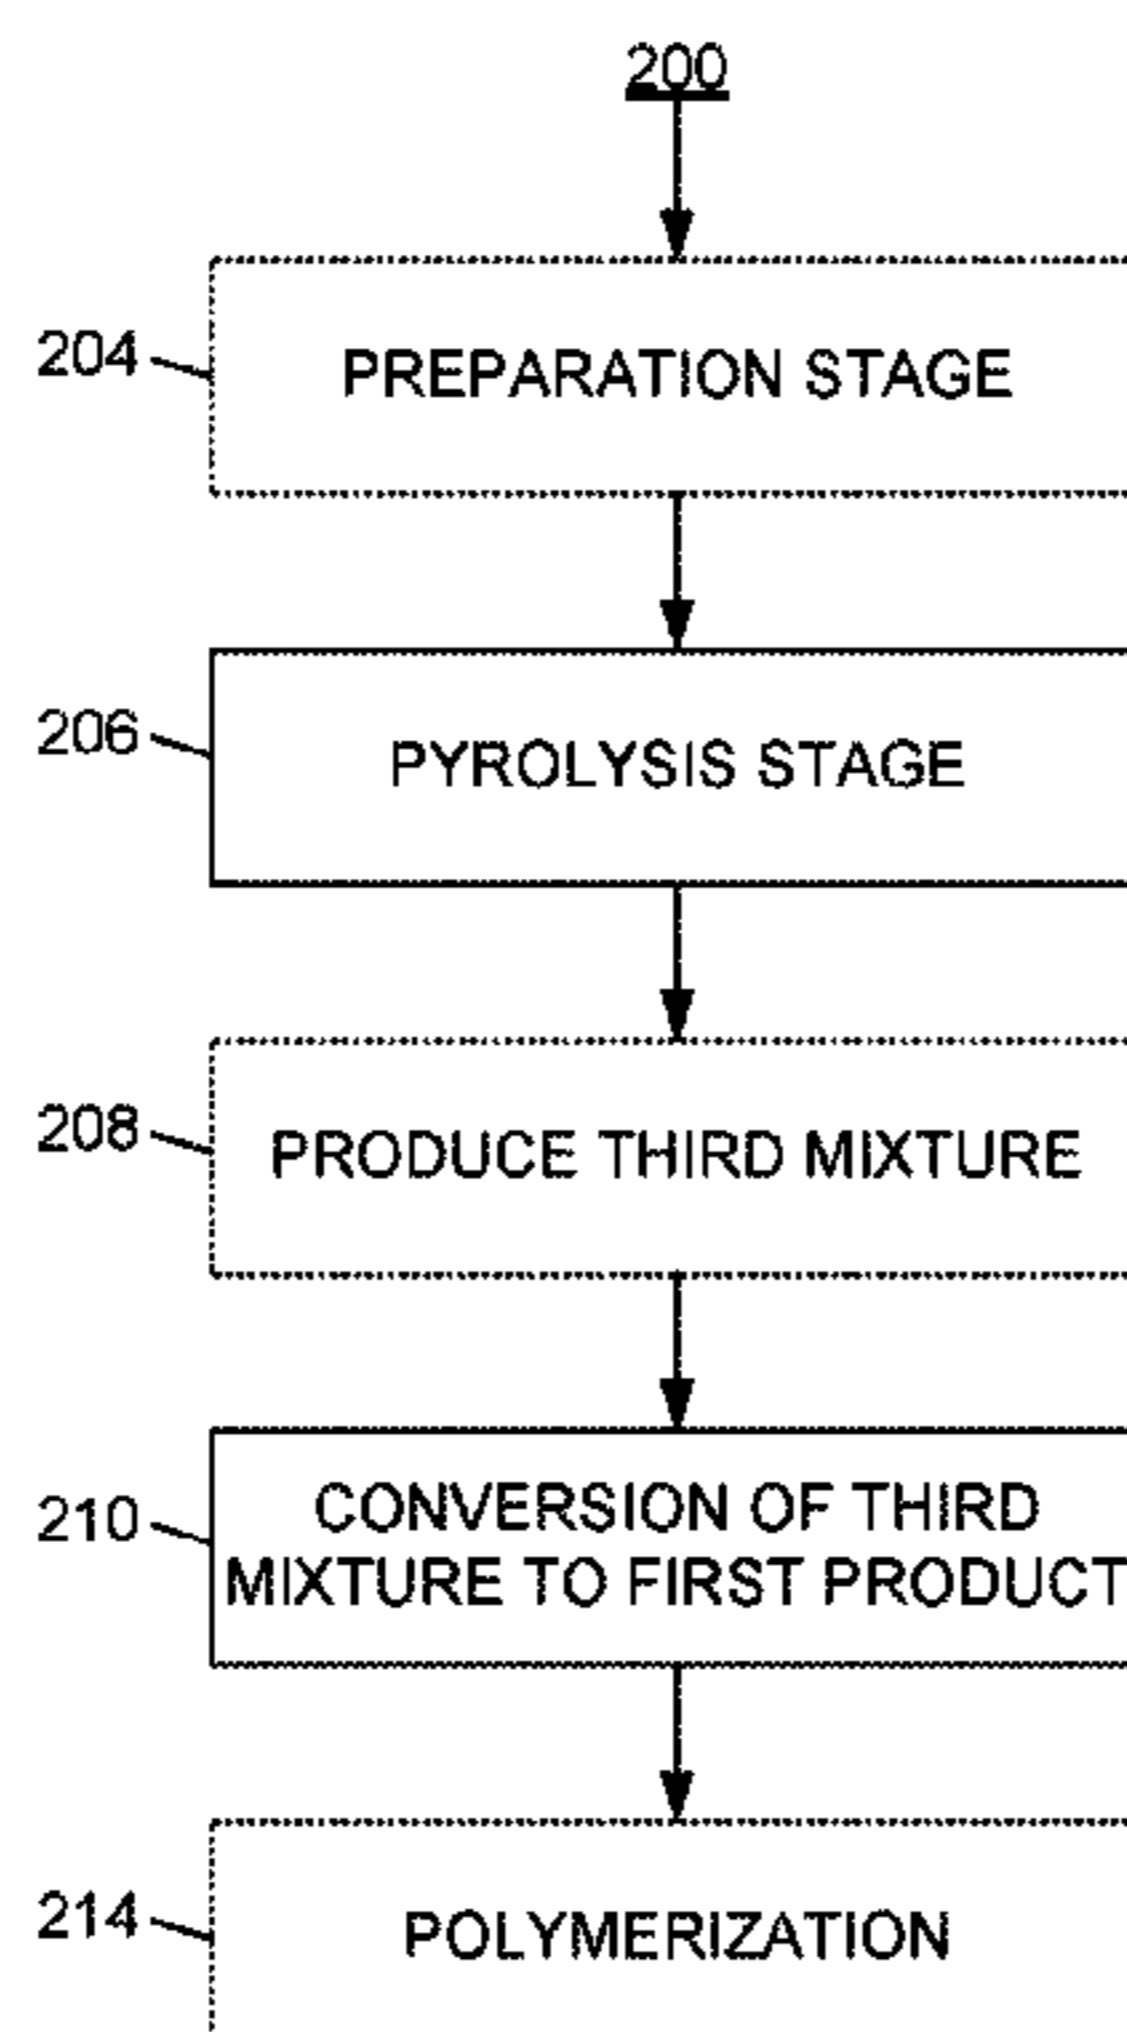 200
204
PREPARATION STAGE
206
PYROLYSIS STAGE
208
PRODUCE THIRD MIXTURE
210
CONVERSION OF THIRD
MIXTURE TO FIRST PRODUCT
214
POLYMERIZATION